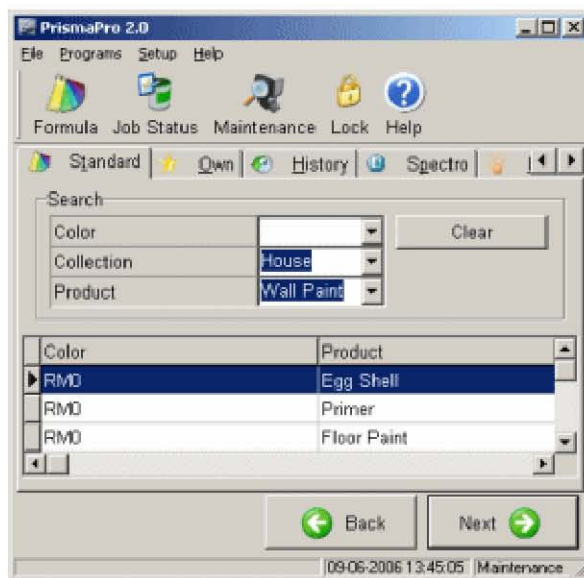 PrismaPro 2.0
File Programs Setup Help
Formula Job Status Maintenance Lock Help
Standard Own History Spectro
Search
Color Clear
Collection House
Product Wall Paint
Color Product
RM0 Egg Shell
RM0 Primer
RM0 Floor Paint
Back Next
09-06-2006 13:45:05 Maintenance